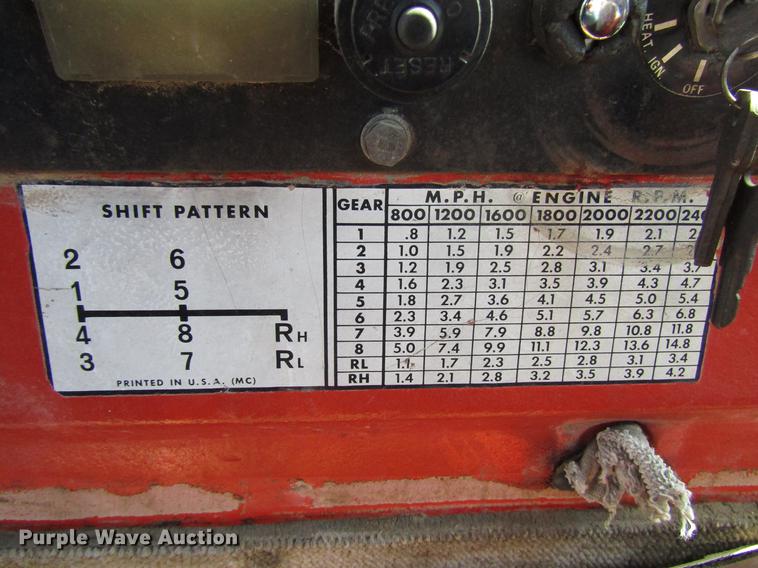 PRE O
RESET
HEAT. IGN. OFF
SHIFT PATTERN
2 6
1 5
4 8 RH
3 7 RL
PRINTED IN U.S.A. (MC)
GEAR M.P.H. @ ENGINE R.P.M.
800 1200 1600 1800 2000 2200 240
1 .8 1.2 1.5 1.7 1.9 2.1
2 1.0 1.5 1.9 2.2 2.4 2.7
3 1.2 1.9 2.5 2.8 3.1 3.4 3.7
4 1.6 2.3 3.1 3.5 3.9 4.3 4.7
5 1.8 2.7 3.6 4.1 4.5 5.0 5.4
6 2.3 3.4 4.6 5.1 5.7 6.3 6.8
7 3.9 5.9 7.9 8.8 9.8 10.8 11.8
8 5.0 7.4 9.9 11.1 12.3 13.6 14.8
RL 1.1 1.7 2.3 2.5 2.8 3.1 3.4
RH 1.4 2.1 2.8 3.2 3.5 3.9 4.2
Purple Wave Auction